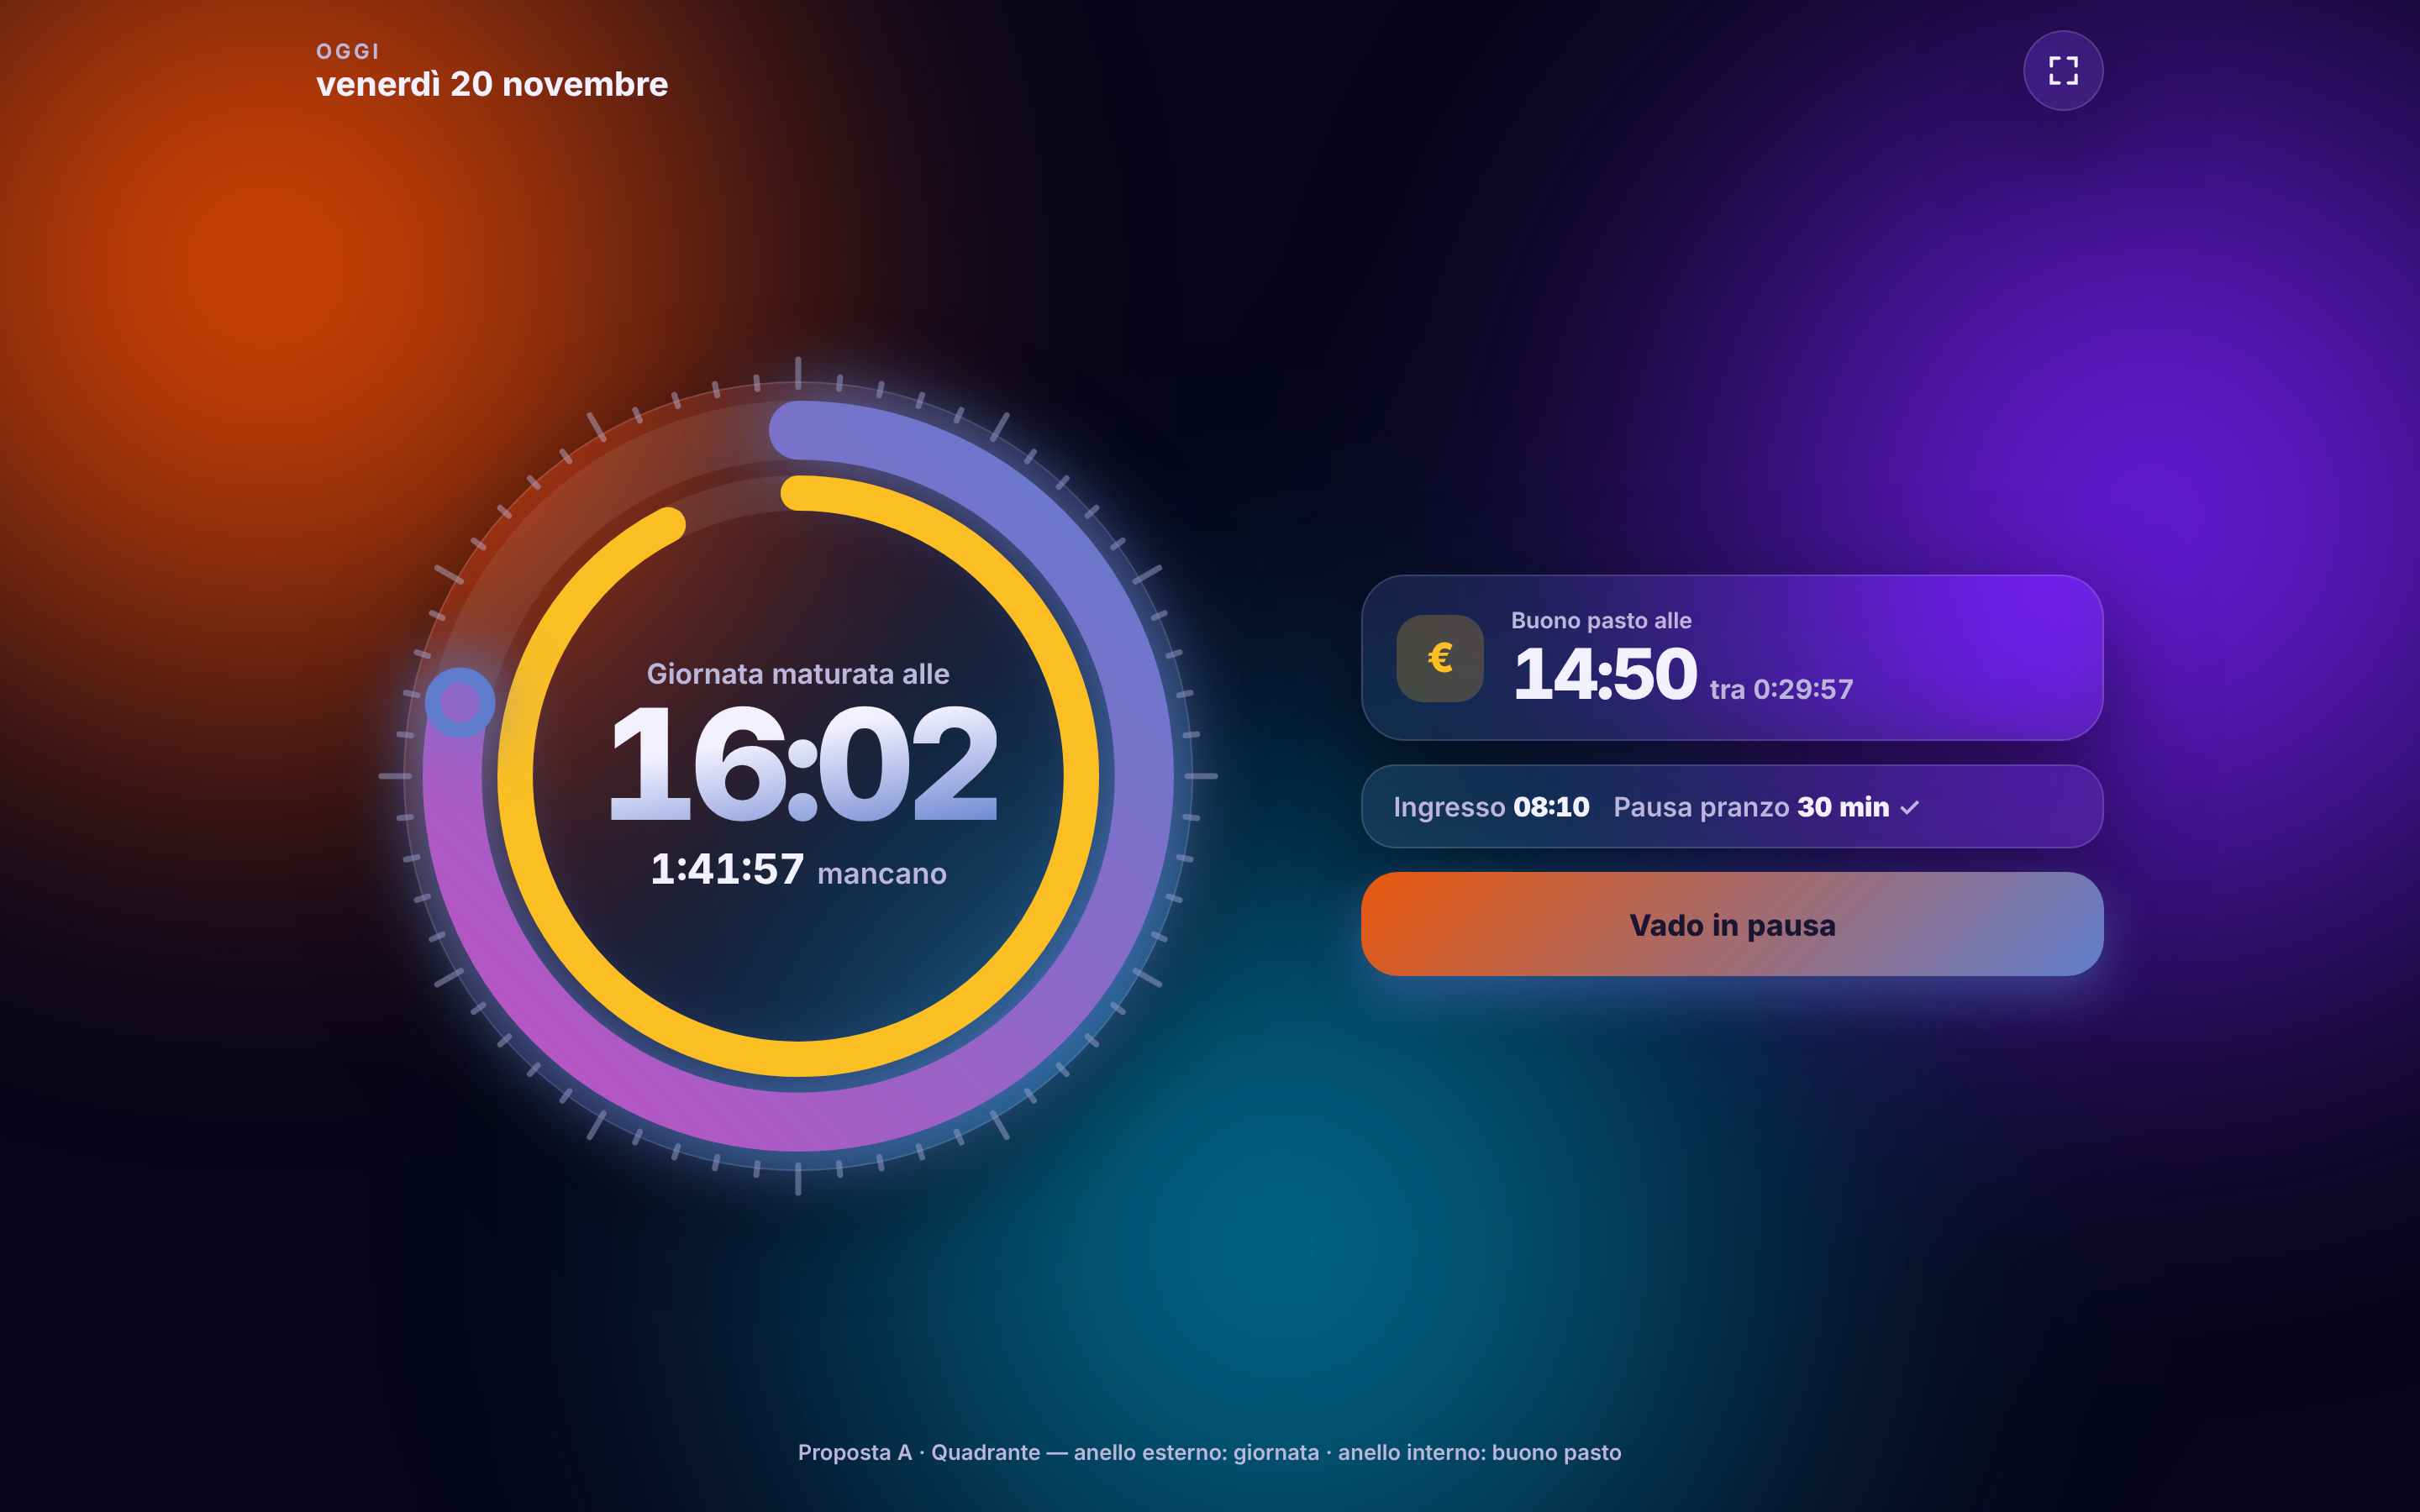 OGGI
venerdì 20 novembre
Giornata maturata alle
16:02
1:41:57 mancano
€
Buono pasto alle
14:50 tra 0:29:57
Ingresso 08:10 Pausa pranzo 30 min ✓
Vado in pausa
Proposta A · Quadrante — anello esterno: giornata · anello interno: buono pasto